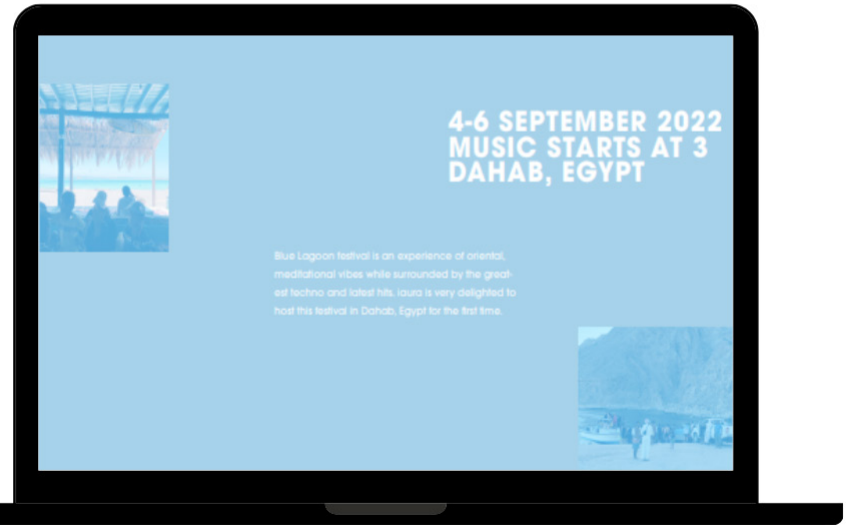 4-6 SEPTEMBER 2022
MUSIC STARTS AT 3
DAHAB, EGYPT
Blue Lagoon festival is an experience of oriental,
meditational vibes while surrounded by the great-
est techno and latest hits. laura is very delighted to
host this festival in Dahab, Egypt for the first time.